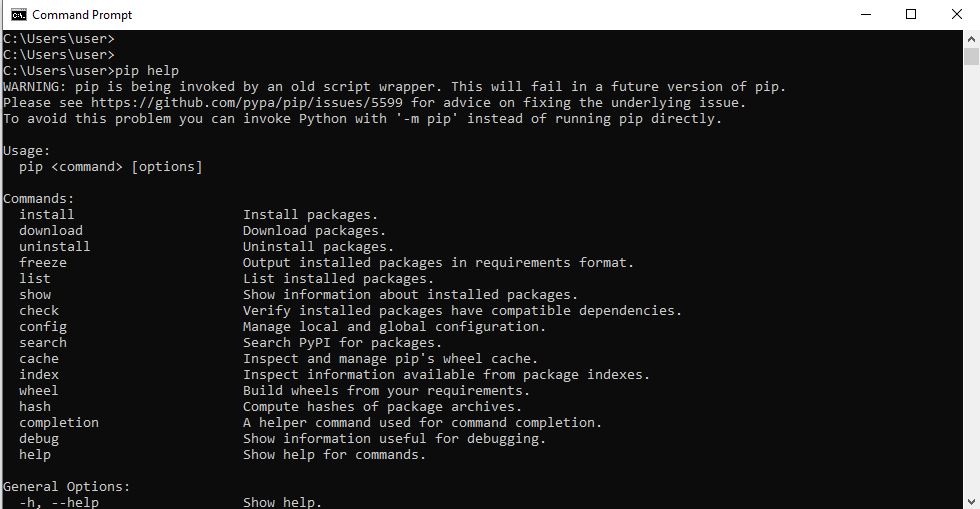 Command Prompt
C:\Users\user>
C:\Users\user>
C:\Users\user>pip help
WARNING: pip is being invoked by an old script wrapper. This will fail in a future version of pip.
Please see https://github.com/pypa/pip/issues/5599 for advice on fixing the underlying issue.
To avoid this problem you can invoke Python with '-m pip' instead of running pip directly.

Usage:
  pip <command> [options]

Commands:
  install                     Install packages.
  download                    Download packages.
  uninstall                   Uninstall packages.
  freeze                      Output installed packages in requirements format.
  list                        List installed packages.
  show                        Show information about installed packages.
  check                       Verify installed packages have compatible dependencies.
  config                      Manage local and global configuration.
  search                      Search PyPI for packages.
  cache                       Inspect and manage pip's wheel cache.
  index                       Inspect information available from package indexes.
  wheel                       Build wheels from your requirements.
  hash                        Compute hashes of package archives.
  completion                  A helper command used for command completion.
  debug                       Show information useful for debugging.
  help                        Show help for commands.

General Options:
  -h, --help                  Show help.